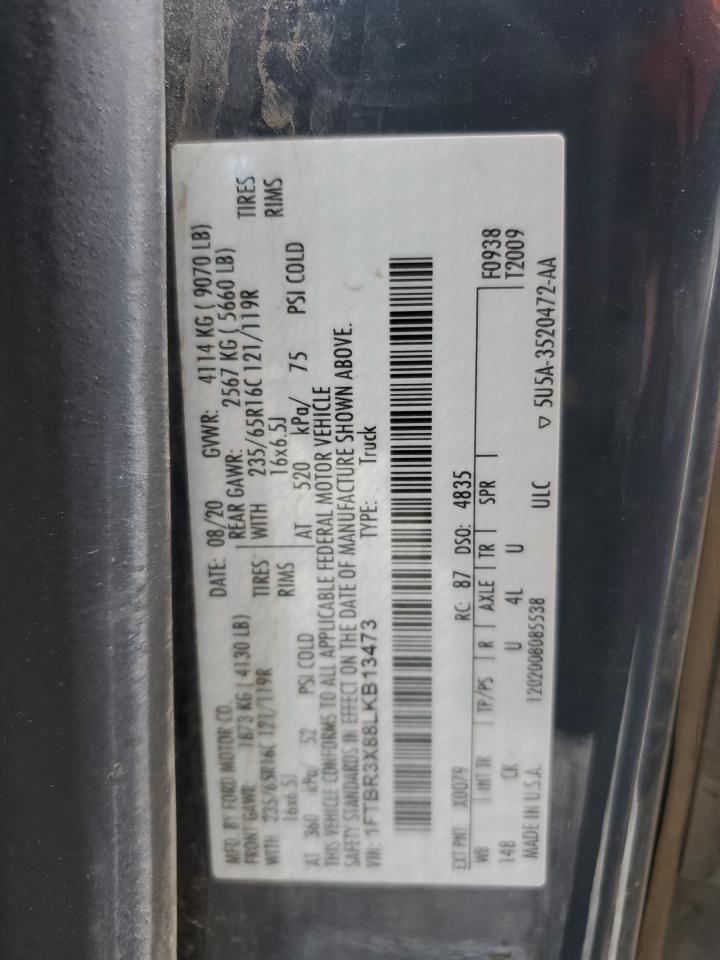 MFD. BY FORD MOTOR CO. DATE: 08/20 GVWR: 4114 KG ( 9070 LB)
FRONT GAWR: 1873 KG ( 4130 LB) REAR GAWR: 2567 KG ( 5660 LB)
WITH 235/65R16C 121/119R TIRES WITH 235/65R16C 121/119R TIRES
16x6.5J RIMS 16x6.5J RIMS
AT 360 kPa/ 52 PSI COLD AT 520 kPa/ 75 PSI COLD
THIS VEHICLE CONFORMS TO ALL APPLICABLE FEDERAL MOTOR VEHICLE
SAFETY STANDARDS IN EFFECT ON THE DATE OF MANUFACTURE SHOWN ABOVE.
VIN: 1FTBR3X88LKB13473 TYPE: Truck
EXT PNT: X0079 RC: 87 DSO: 4835
WB INT TR TP/PS R AXLE TR SPR F0938
148 CK U 4L U T2009
MADE IN U.S.A. 1202008085538 ULC ▽ 5U5A-3520472-AA